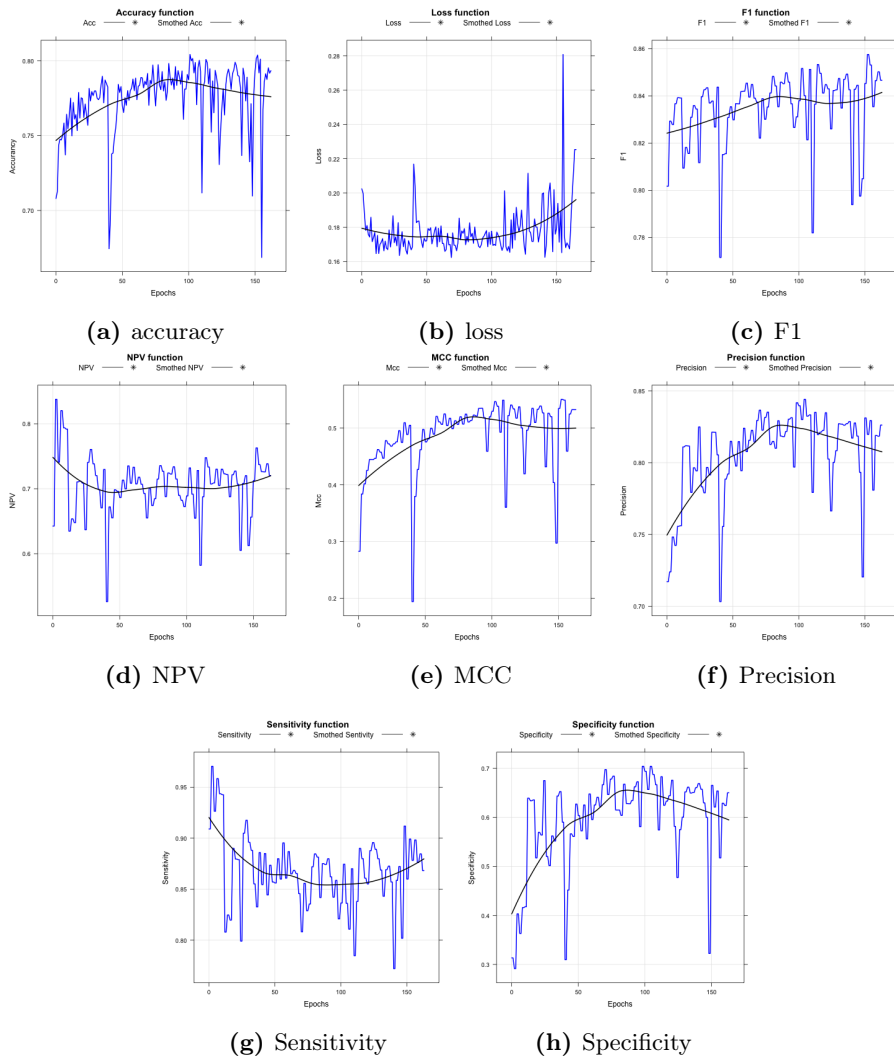 Accuracy function
Acc Smothed Acc
Accurancy
0.80
0.75
0.70
0 50 100 150
Epochs
(a) accuracy
Loss function
Loss Smothed Loss
Loss
0.28
0.26
0.24
0.22
0.20
0.18
0.16
0 50 100 150
Epochs
(b) loss
F1 function
F1 Smothed F1
F1
0.86
0.84
0.82
0.80
0.78
0 50 100 150
Epochs
(c) F1
NPV function
NPV Smothed NPV
NPV
0.8
0.7
0.6
0 50 100 150
Epochs
(d) NPV
MCC function
Mcc Smothed Mcc
Mcc
0.5
0.4
0.3
0.2
0 50 100 150
Epochs
(e) MCC
Precision function
Precision Smothed Precision
Precision
0.85
0.80
0.75
0.70
0 50 100 150
Epochs
(f) Precision
Sensitivity function
Sensitivity Smothed Sentivity
Sensitivity
0.95
0.90
0.85
0.80
0 50 100 150
Epochs
(g) Sensitivity
Specificity function
Specificity Smothed Specificity
Specificity
0.7
0.6
0.5
0.4
0.3
0 50 100 150
Epochs
(h) Specificity